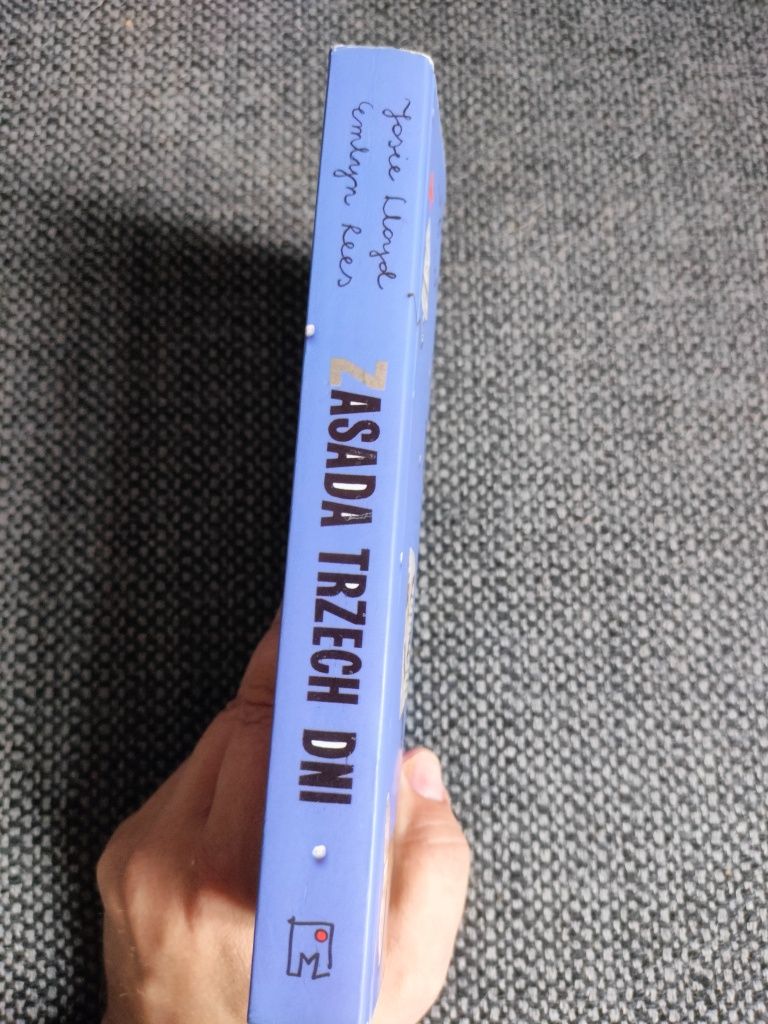 Josie Lloyd
Emlyn Rees
ZASADA TRZECH DNI